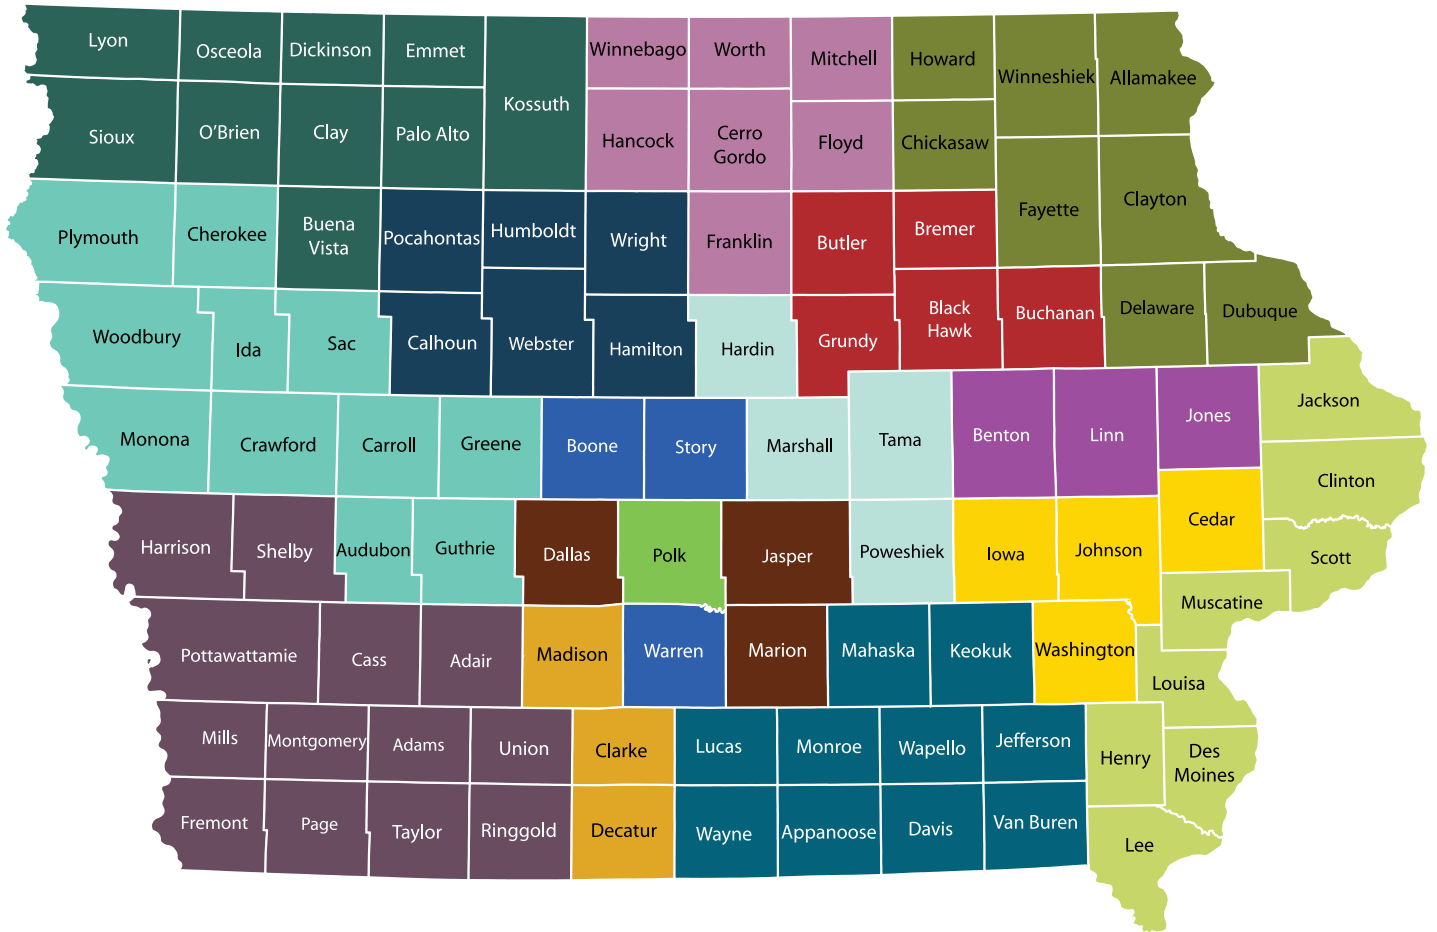 Lyon
Osceola
Dickinson
Emmet
Kossuth
Winnebago
Worth
Mitchell
Howard
Winneshiek
Allamakee
Sioux
O'Brien
Clay
Palo Alto
Hancock
Cerro
Gordo
Floyd
Chickasaw
Fayette
Clayton
Plymouth
Cherokee
Buena
Vista
Pocahontas
Humboldt
Wright
Franklin
Butler
Bremer
Woodbury
Ida
Sac
Calhoun
Webster
Hamilton
Hardin
Grundy
Black
Hawk
Buchanan
Delaware
Dubuque
Monona
Crawford
Carroll
Greene
Boone
Story
Marshall
Tama
Benton
Linn
Jones
Jackson
Clinton
Harrison
Shelby
Audubon
Guthrie
Dallas
Polk
Jasper
Poweshiek
Iowa
Johnson
Cedar
Scott
Muscatine
Pottawattamie
Cass
Adair
Madison
Warren
Marion
Mahaska
Keokuk
Washington
Louisa
Mills
Montgomery
Adams
Union
Clarke
Lucas
Monroe
Wapello
Jefferson
Henry
Des
Moines
Fremont
Page
Taylor
Ringgold
Decatur
Wayne
Appanoose
Davis
Van Buren
Lee